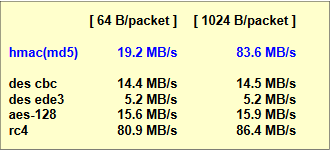 [ 64 B/packet ] [ 1024 B/packet ]
hmac(md5) 19.2 MB/s 83.6 MB/s
des cbc 14.4 MB/s 14.5 MB/s
des ede3 5.2 MB/s 5.2 MB/s
aes-128 15.6 MB/s 15.9 MB/s
rc4 80.9 MB/s 86.4 MB/s